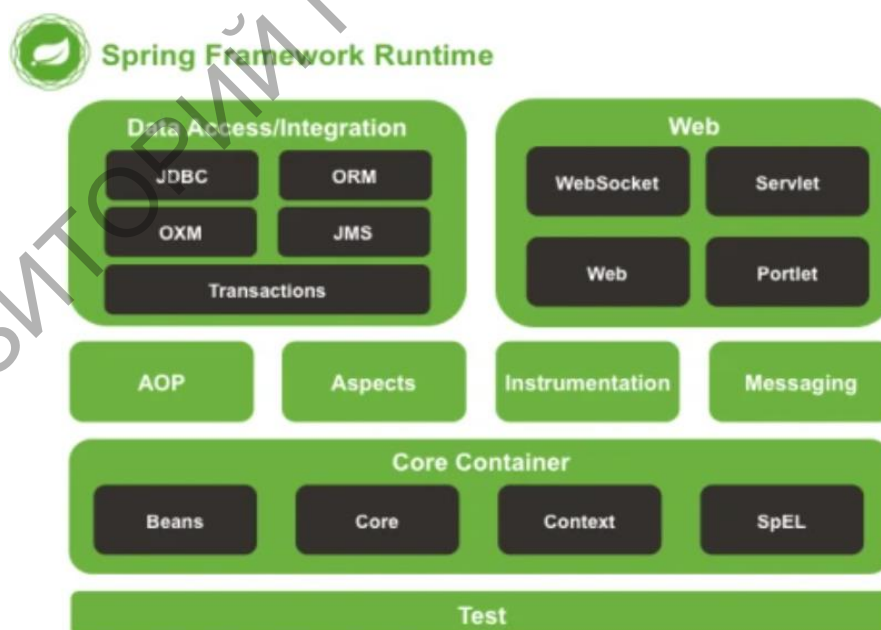 Spring Framework Runtime
Data Access/Integration
JDBC
ORM
OXM
JMS
Transactions
Web
WebSocket
Servlet
Web
Portlet
AOP
Aspects
Instrumentation
Messaging
Core Container
Beans
Core
Context
SpEL
Test